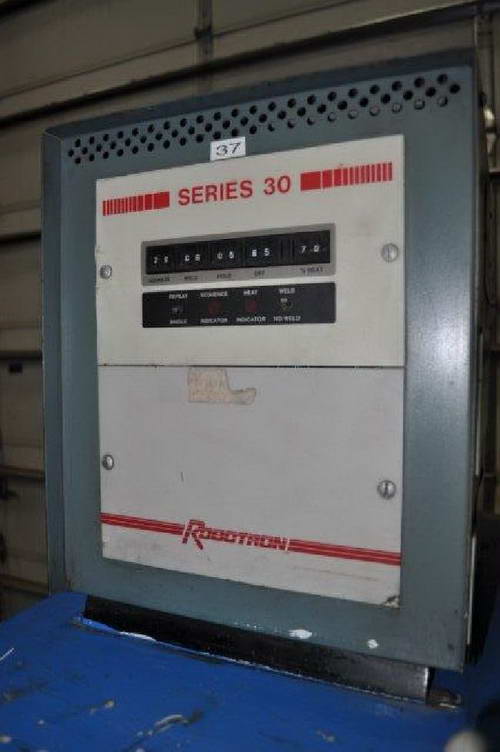 37
SERIES 30
20 06 05 65 70
SQUEEZE WELD HOLD OFF % HEAT
REPEAT SEQUENCE HEAT WELD
SINGLE INDICATOR INDICATOR NO WELD
ROBOTRON